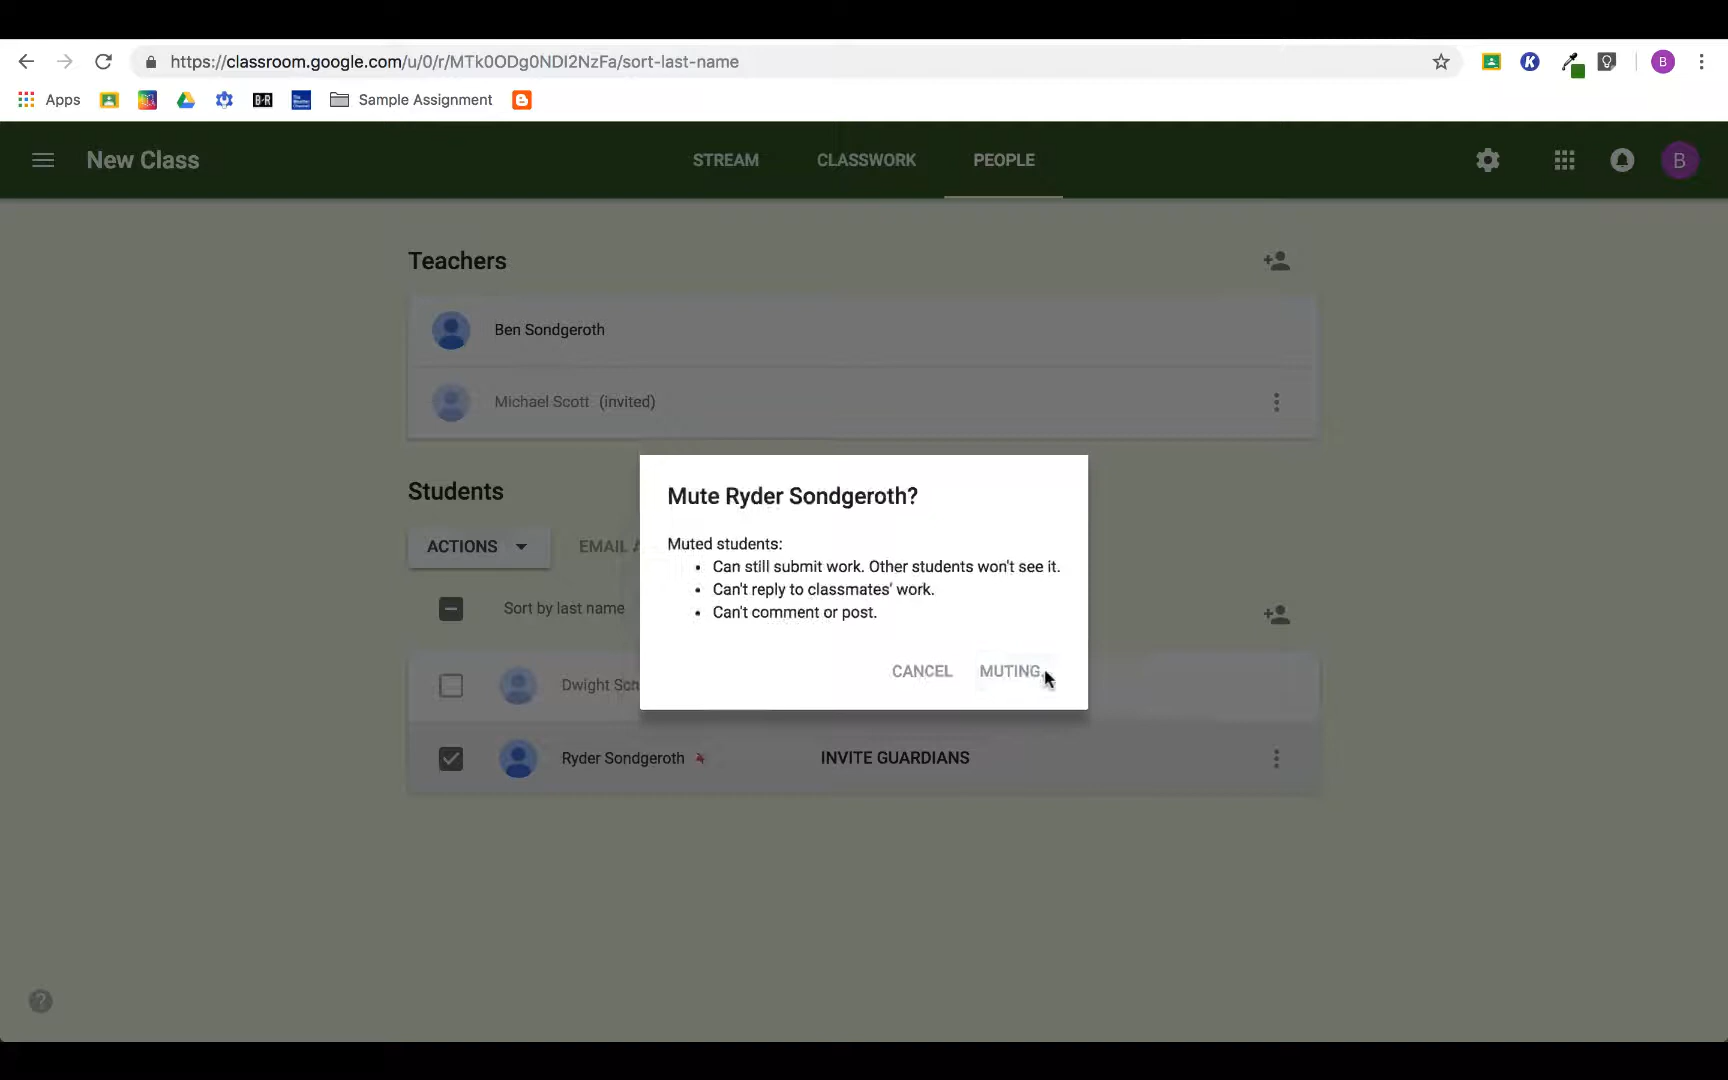 https://classroom.google.com/u/0/r/MTk0ODg0NDI2NzFa/sort-last-name
K
B
Apps
B/R
Sample Assignment
New Class
STREAM
CLASSWORK
PEOPLE
B
Teachers
Ben Sondgeroth
Michael Scott (invited)
Mute Ryder Sondgeroth?
Students
Muted students:
ACTIONS
EMAIL
• Can still submit work. Other students won't see it.
• Can't reply to classmates' work.
• Can't comment or post.
Sort by last name
CANCEL
MUTING
Dwight Son
Ryder Sondgeroth
INVITE GUARDIANS
?